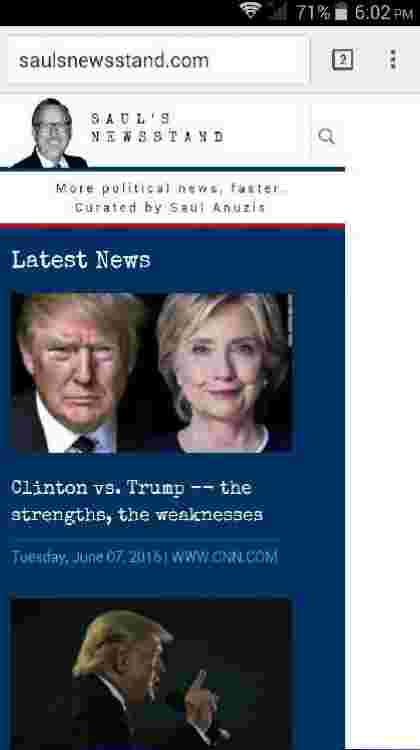 71% 6:02 PM
saulsnewsstand.com
2
SAUL'S
NEWSSTAND
More political news, faster.
Curated by Saul Anuzis
Latest News
Clinton vs. Trump -- the
strengths, the weaknesses
Tuesday, June 07, 2016 | WWW.CNN.COM